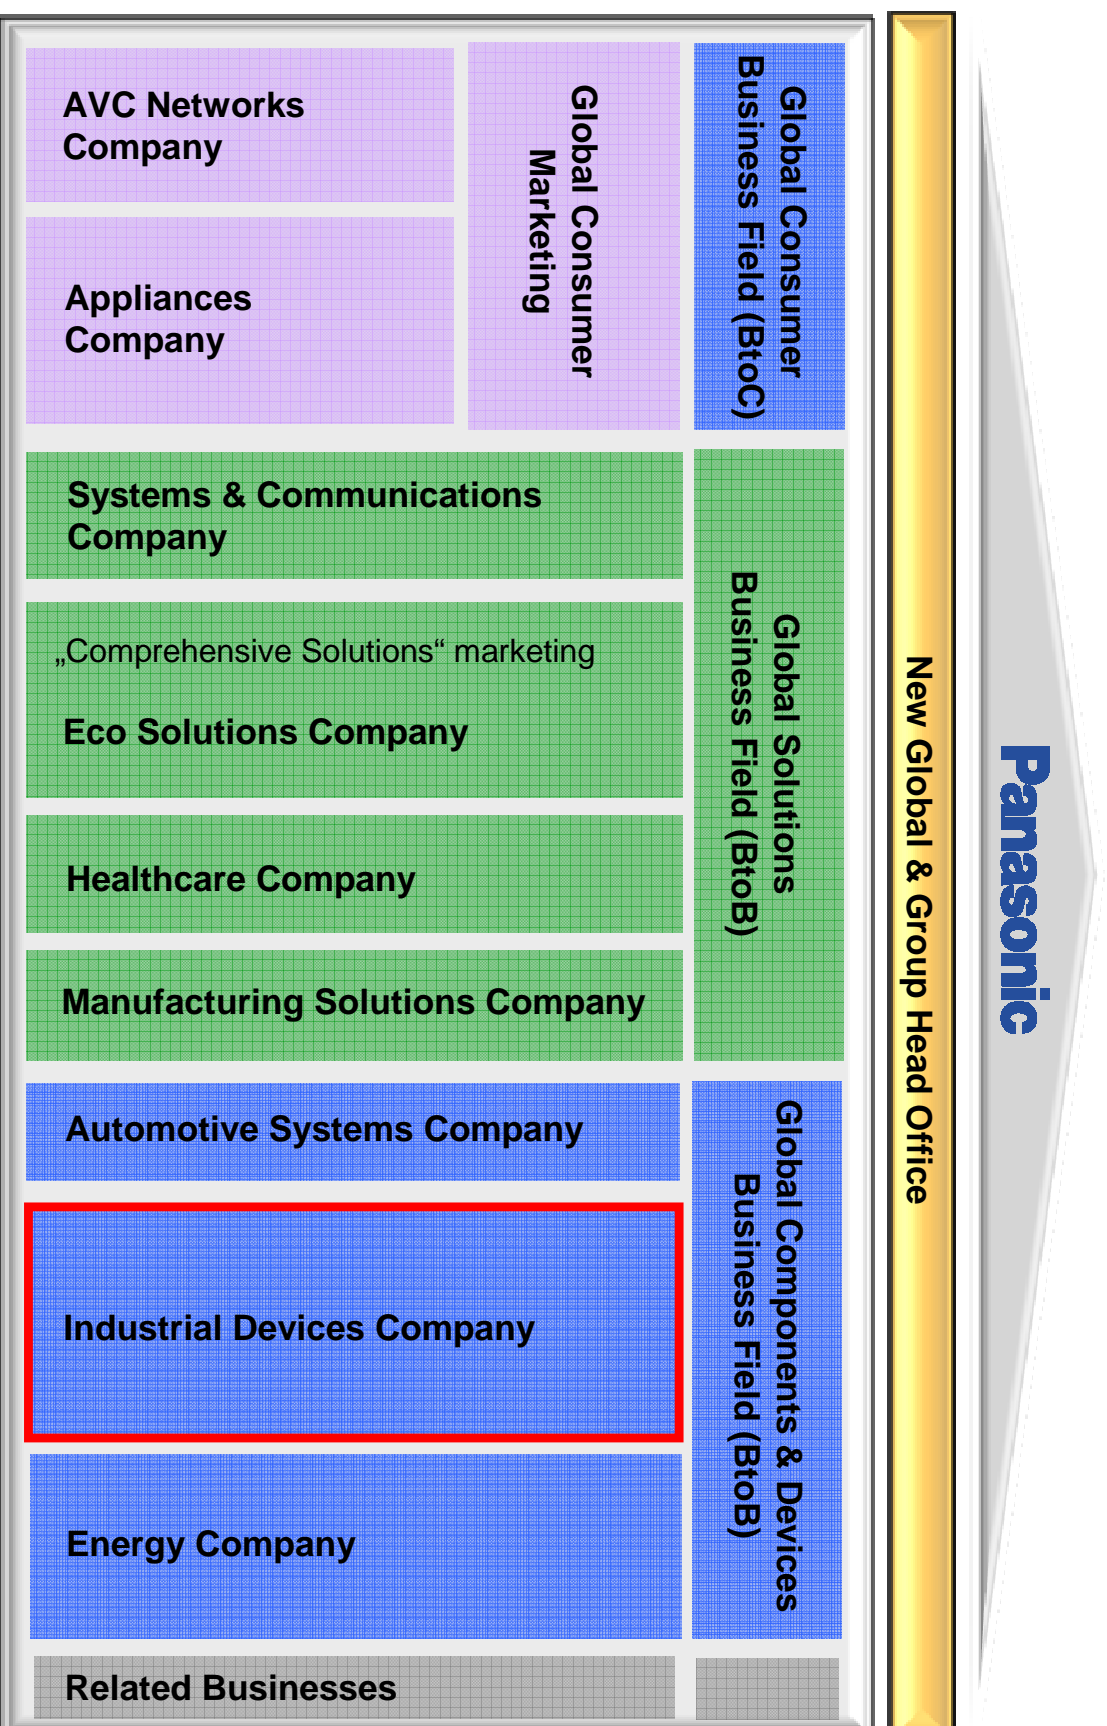 AVC Networks
Company
Appliances
Company
Global Consumer
Marketing
Global Consumer
Business Field (BtoC)
Systems & Communications
Company
„Comprehensive Solutions“ marketing
Eco Solutions Company
Healthcare Company
Manufacturing Solutions Company
Global Solutions
Business Field (BtoB)
Automotive Systems Company
Industrial Devices Company
Energy Company
Global Components & Devices
Business Field (BtoB)
Related Businesses
New Global & Group Head Office
Panasonic